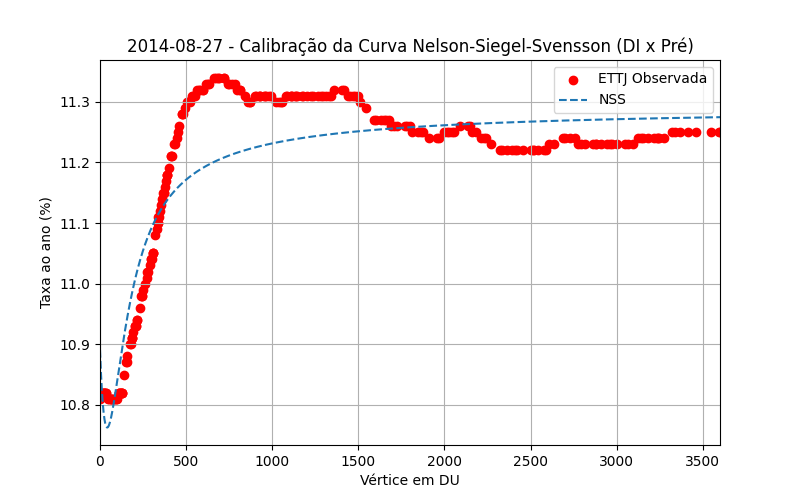 2014-08-27 - Calibração da Curva Nelson-Siegel-Svensson (DI x Pré)
ETTJ Observada
NSS
Taxa ao ano (%)
11.3
11.2
11.1
11.0
10.9
10.8
0 500 1000 1500 2000 2500 3000 3500
Vértice em DU